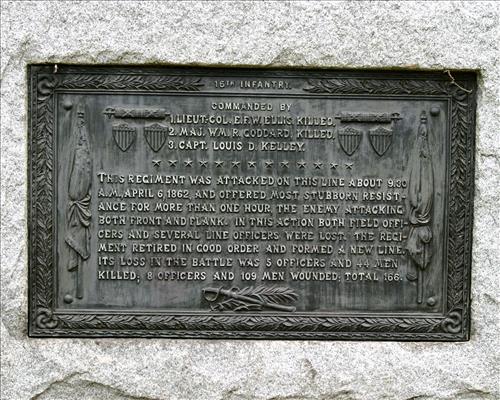 15TH INFANTRY.
COMMANDED BY
1. LIEUT-COL. E.F.W. ELLIS, KILLED.
2. MAJ. WM. R. GODDARD, KILLED.
3. CAPT. LOUIS D. KELLEY.
THIS REGIMENT WAS ATTACKED ON THIS LINE ABOUT 9:30
A.M., APRIL 6, 1862, AND OFFERED MOST STUBBORN RESIST-
ANCE FOR MORE THAN ONE HOUR, THE ENEMY ATTACKING
BOTH FRONT AND FLANK. IN THIS ACTION BOTH FIELD OFFI-
CERS AND SEVERAL LINE OFFICERS WERE LOST. THE REGI-
MENT RETIRED IN GOOD ORDER AND FORMED A NEW LINE.
ITS LOSS IN THE BATTLE WAS 5 OFFICERS AND 44 MEN
KILLED; 8 OFFICERS AND 109 MEN WOUNDED; TOTAL, 166.